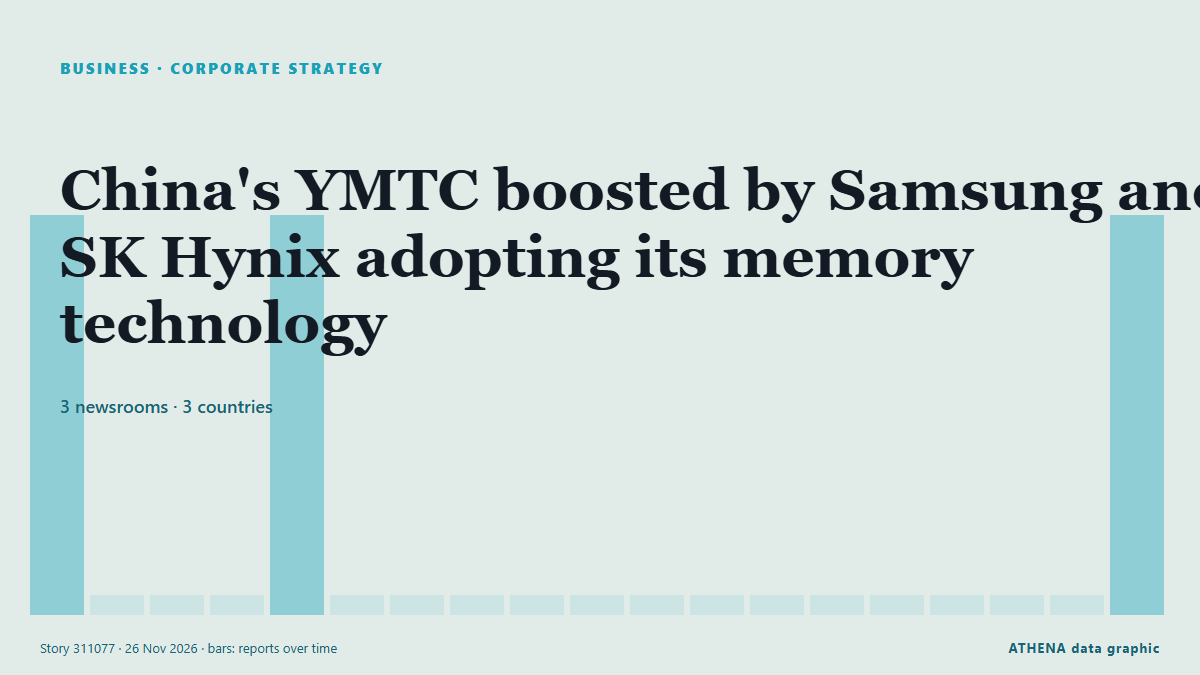 BUSINESS · CORPORATE STRATEGY
China's YMTC boosted by Samsung and
SK Hynix adopting its memory
technology
3 newsrooms · 3 countries
Story 311077 · 26 Nov 2026 · bars: reports over time
ATHENA data graphic